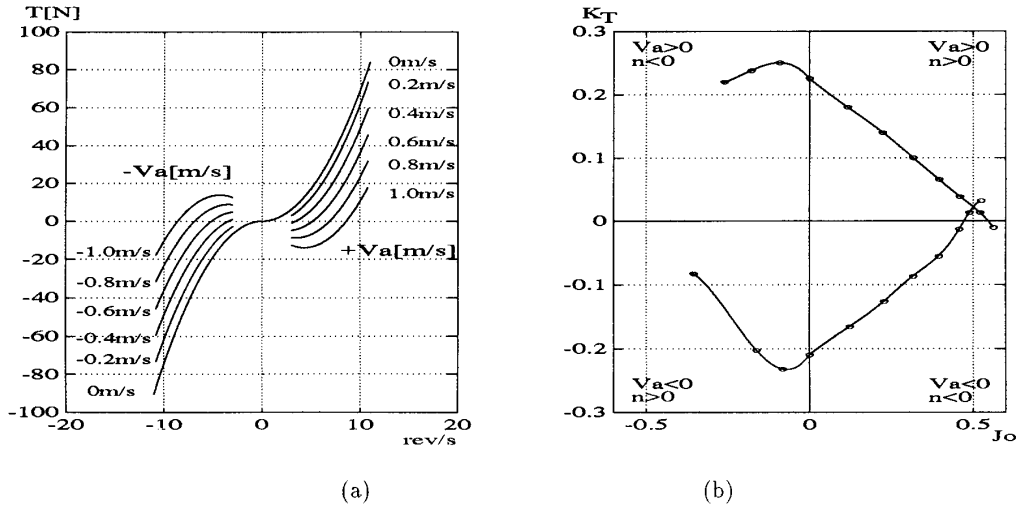 T[N]
100
80
60
40
20
0
-20
-40
-60
-80
-100
-20
-10
0
10
20
rev/s
0m/s
0.2m/s
0.4m/s
0.6m/s
0.8m/s
1.0m/s
-Va[m/s]
+Va[m/s]
-1.0m/s
-0.8m/s
-0.6m/s
-0.4m/s
-0.2m/s
0m/s
(a)
KT
0.3
0.2
0.1
0
-0.1
-0.2
-0.3
-0.5
0
0.5
Jo
Va>0
n<0
Va>0
n>0
Va<0
n>0
Va<0
n<0
(b)